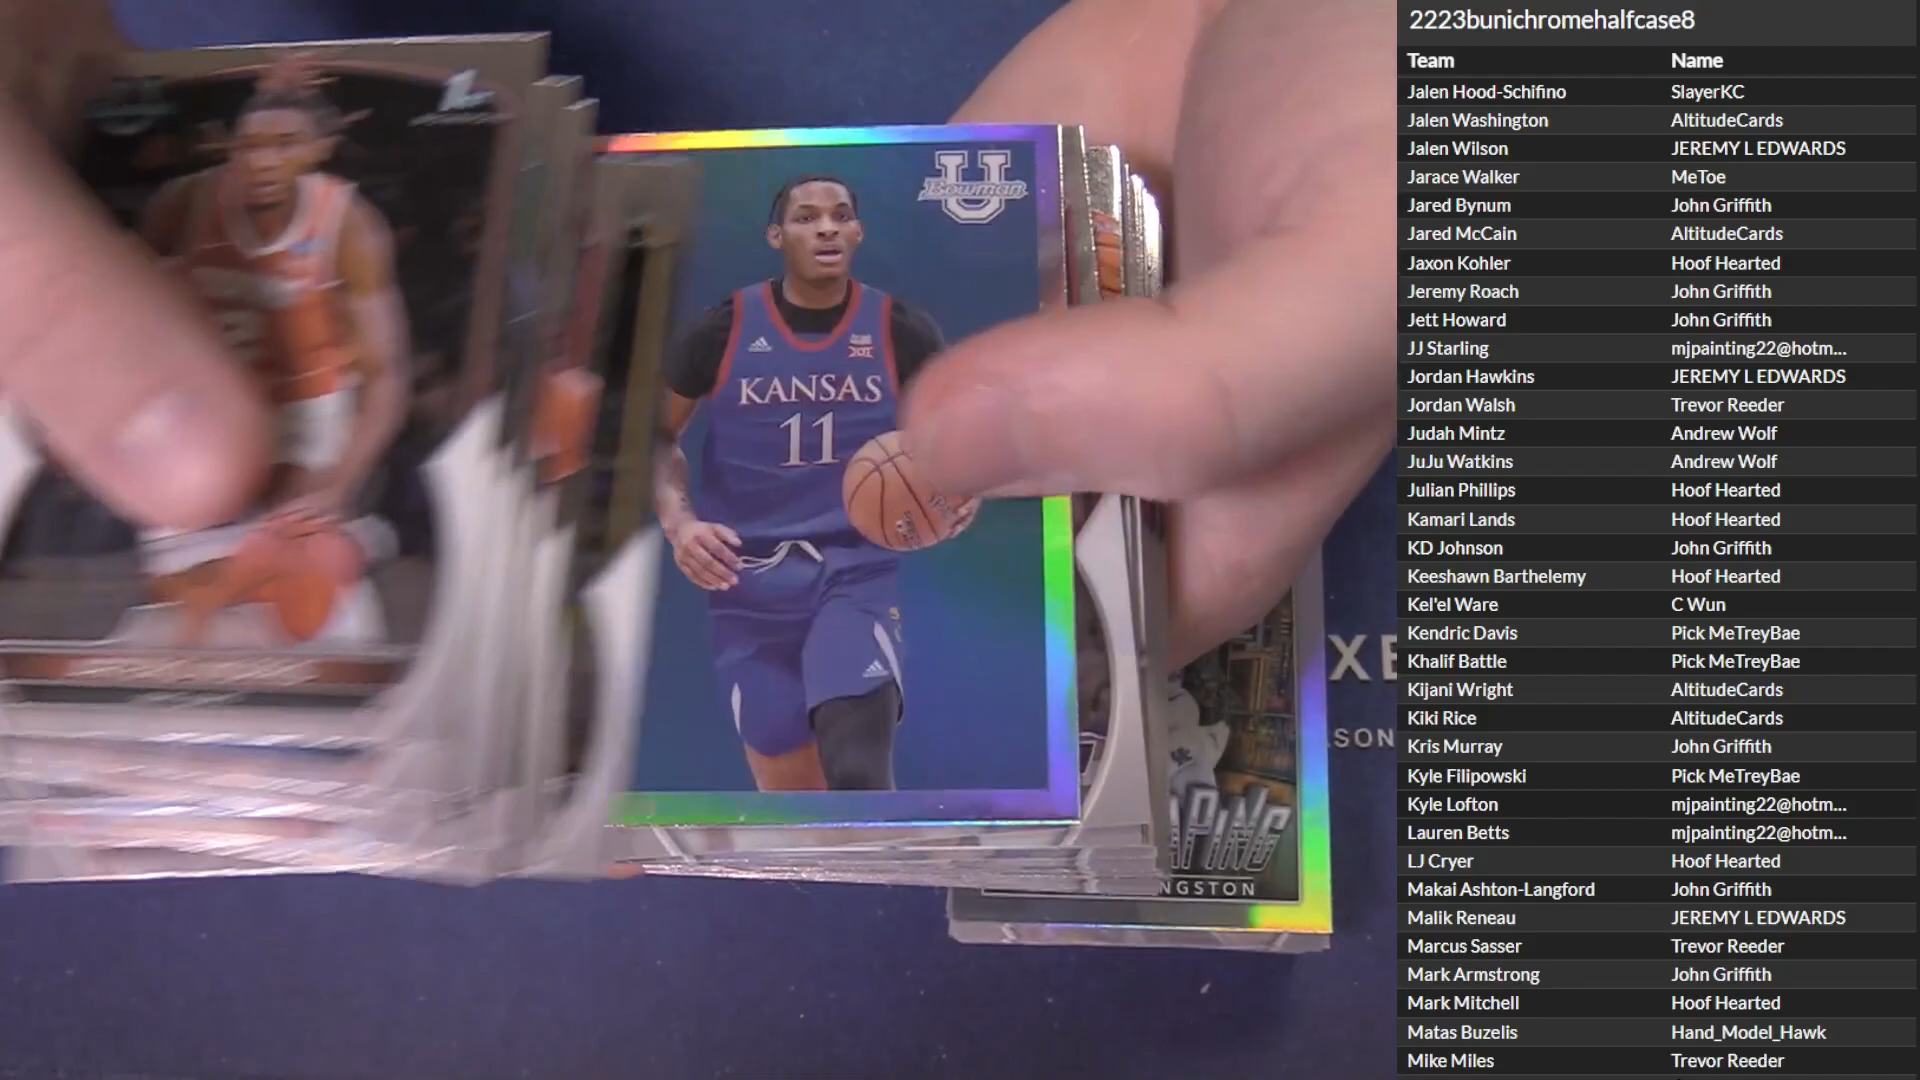 2223bunichromehalfcase8
Team Name
Jalen Hood-Schifino SlayerKC
Jalen Washington AltitudeCards
Jalen Wilson JEREMY L EDWARDS
Jarace Walker MeToe
Jared Bynum John Griffith
Jared McCain AltitudeCards
Jaxon Kohler Hoof Hearted
Jeremy Roach John Griffith
Jett Howard John Griffith
JJ Starling mjpainting22@hotm...
Jordan Hawkins JEREMY L EDWARDS
Jordan Walsh Trevor Reeder
Judah Mintz Andrew Wolf
JuJu Watkins Andrew Wolf
Julian Phillips Hoof Hearted
Kamari Lands Hoof Hearted
KD Johnson John Griffith
Keeshawn Barthelemy Hoof Hearted
Kel'el Ware C Wun
Kendric Davis Pick MeTreyBae
Khalif Battle Pick MeTreyBae
Kijani Wright AltitudeCards
Kiki Rice AltitudeCards
Kris Murray John Griffith
Kyle Filipowski Pick MeTreyBae
Kyle Lofton mjpainting22@hotm...
Lauren Betts mjpainting22@hotm...
LJ Cryer Hoof Hearted
Makai Ashton-Langford John Griffith
Malik Reneau JEREMY L EDWARDS
Marcus Sasser Trevor Reeder
Mark Armstrong John Griffith
Mark Mitchell Hoof Hearted
Matas Buzelis Hand_Model_Hawk
Mike Miles Trevor Reeder
U
Bowman
adidas
XII
KANSAS
11
XE
SON
APING
NGSTON